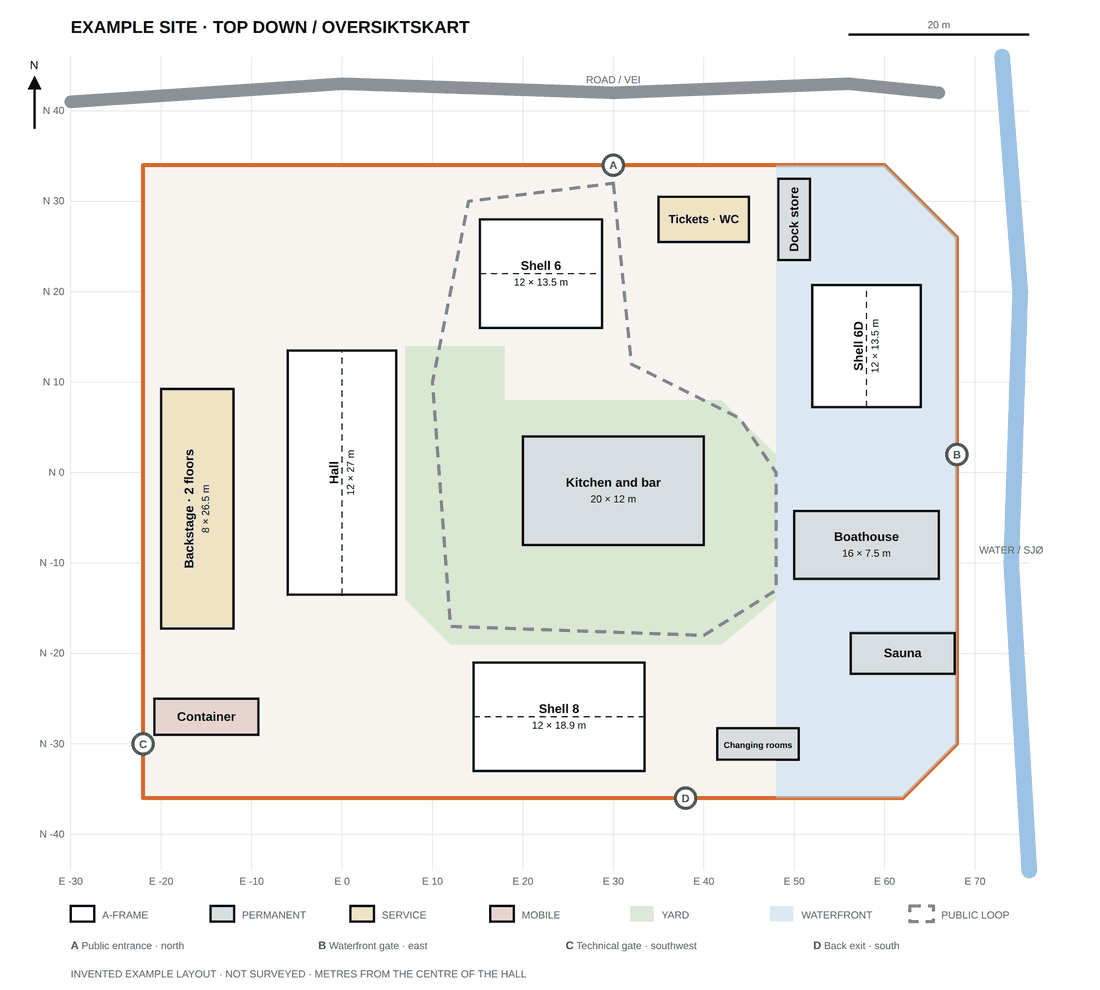 EXAMPLE SITE · TOP DOWN / OVERSIKTSKART
20 m
N
ROAD / VEI
N 40
A
N 30
Tickets · WC
Dock store
Shell 6
12 × 13.5 m
N 20
Shell 6D
12 × 13.5 m
N 10
Hall
12 × 27 m
Backstage · 2 floors
8 × 26.5 m
N 0
Kitchen and bar
20 × 12 m
B
Boathouse
16 × 7.5 m
WATER / SJØ
N -10
N -20
Sauna
Container
Shell 8
12 × 18.9 m
Changing rooms
C
N -30
D
N -40
E -30
E -20
E -10
E 0
E 10
E 20
E 30
E 40
E 50
E 60
E 70
A-FRAME
PERMANENT
SERVICE
MOBILE
YARD
WATERFRONT
PUBLIC LOOP
A Public entrance · north
B Waterfront gate · east
C Technical gate · southwest
D Back exit · south
INVENTED EXAMPLE LAYOUT · NOT SURVEYED · METRES FROM THE CENTRE OF THE HALL